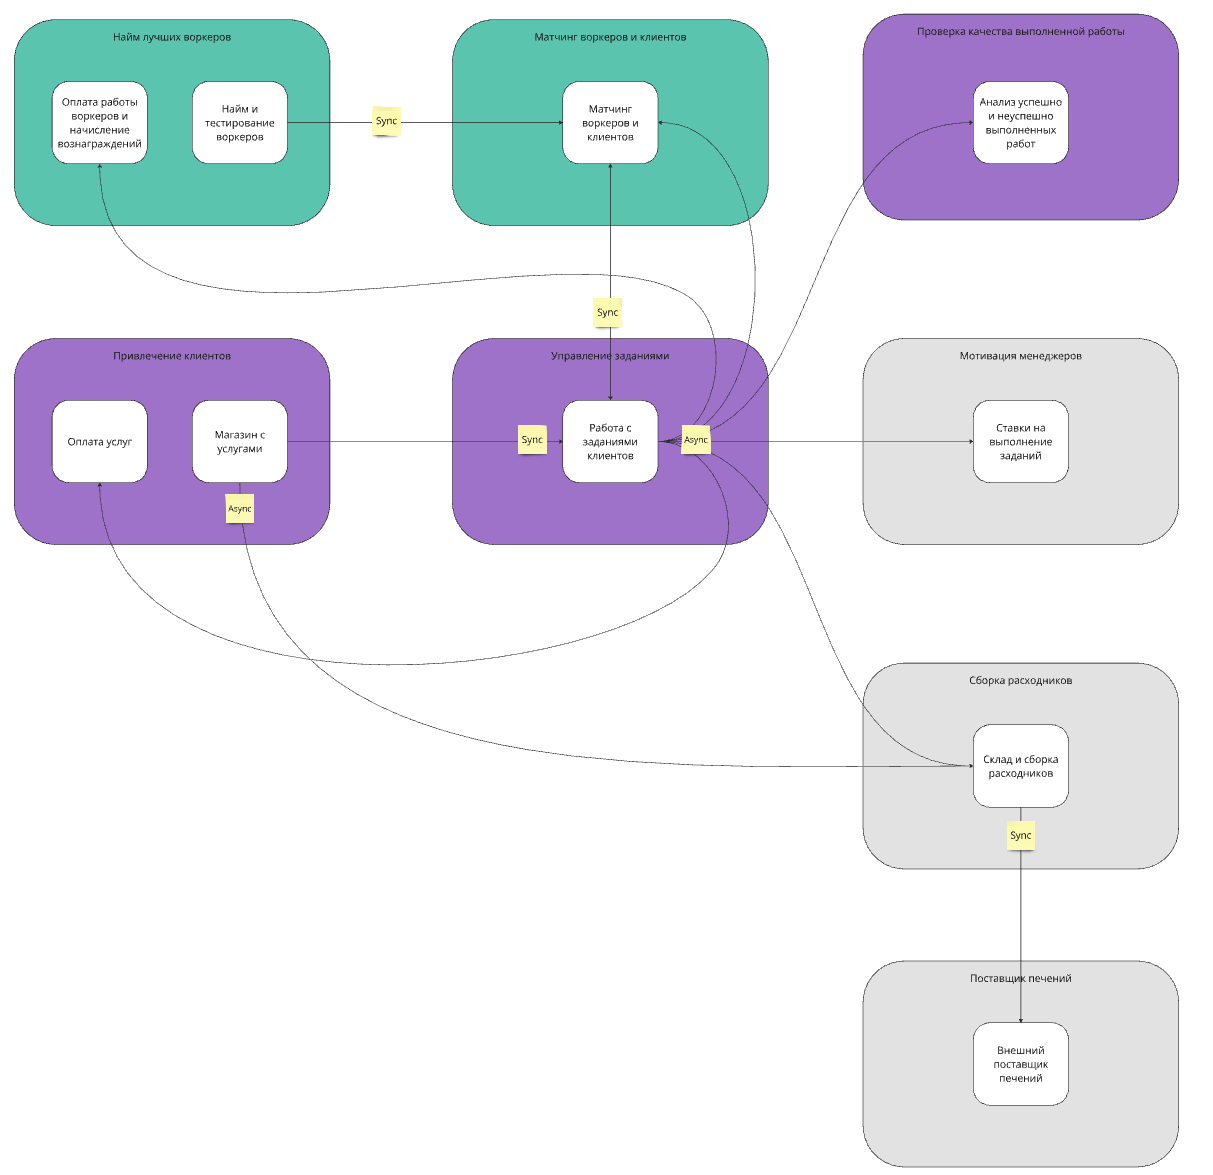 Найм лучших воркеров
Оплата работы
воркеров и
начисление
вознаграждений
Найм и
тестирование
воркеров
Sync
Матчинг воркеров и клиентов
Матчинг
воркеров и
клиентов
Проверка качества выполненной работы
Анализ успешно
и неуспешно
выполненных
работ
Sync
Привлечение клиентов
Оплата услуг
Магазин с
услугами
Async
Управление заданиями
Sync
Работа с
заданиями
клиентов
Async
Мотивация менеджеров
Ставки на
выполнение
заданий
Сборка расходников
Склад и сборка
расходников
Sync
Поставщик печений
Внешний
поставщик
печений